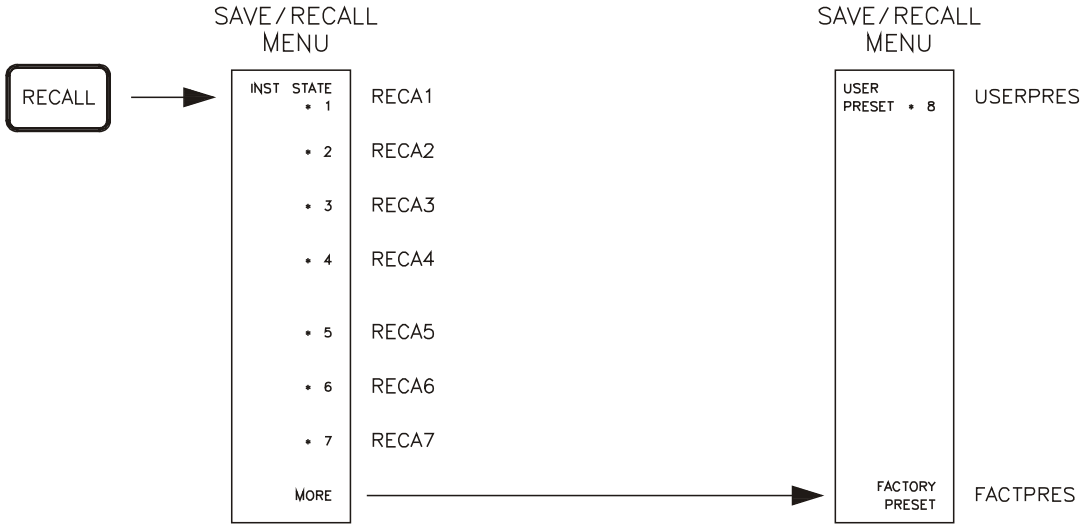 SAVE/RECALL
MENU
RECALL
INST STATE
* 1
RECA1
* 2
RECA2
* 3
RECA3
* 4
RECA4
* 5
RECA5
* 6
RECA6
* 7
RECA7
MORE
SAVE/RECALL
MENU
USER
PRESET * 8
USERPRES
FACTORY
PRESET
FACTPRES